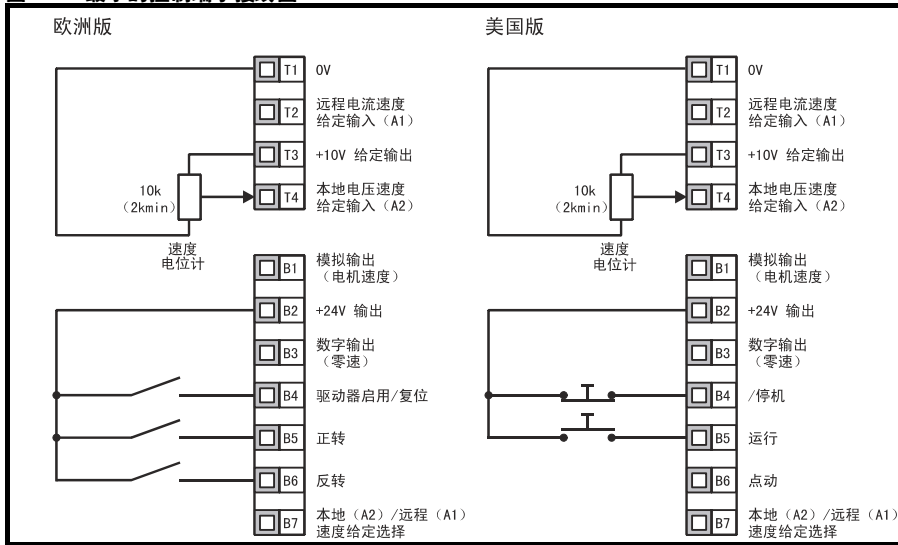 欧洲版
T1 0V
T2 远程电流速度
给定输入（A1）
T3 +10V 给定输出
T4 本地电压速度
给定输入（A2）
10k
（2kmin）
速度
电位计
B1 模拟输出
（电机速度）
B2 +24V 输出
B3 数字输出
（零速）
B4 驱动器启用/复位
B5 正转
B6 反转
B7 本地（A2）/远程（A1）
速度给定选择
美国版
T1 0V
T2 远程电流速度
给定输入（A1）
T3 +10V 给定输出
T4 本地电压速度
给定输入（A2）
10k
（2kmin）
速度
电位计
B1 模拟输出
（电机速度）
B2 +24V 输出
B3 数字输出
（零速）
B4 /停机
B5 运行
B6 点动
B7 本地（A2）/远程（A1）
速度给定选择